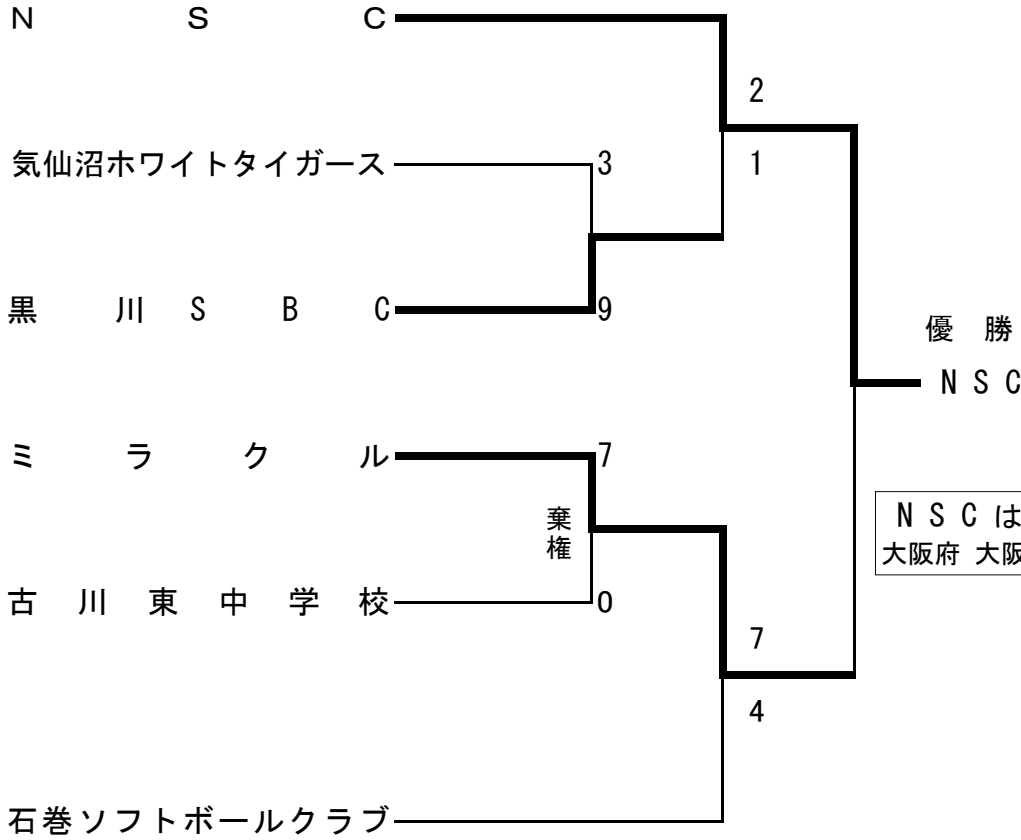 N S C
2
気仙沼ホワイトタイガース 3
1
黒 川 S B C 9
優 勝
N S C
ミ ラ ク ル 7
棄権
N S C は
大阪府 大阪
古 川 東 中 学 校 0
7
4
石巻ソフトボールクラブ